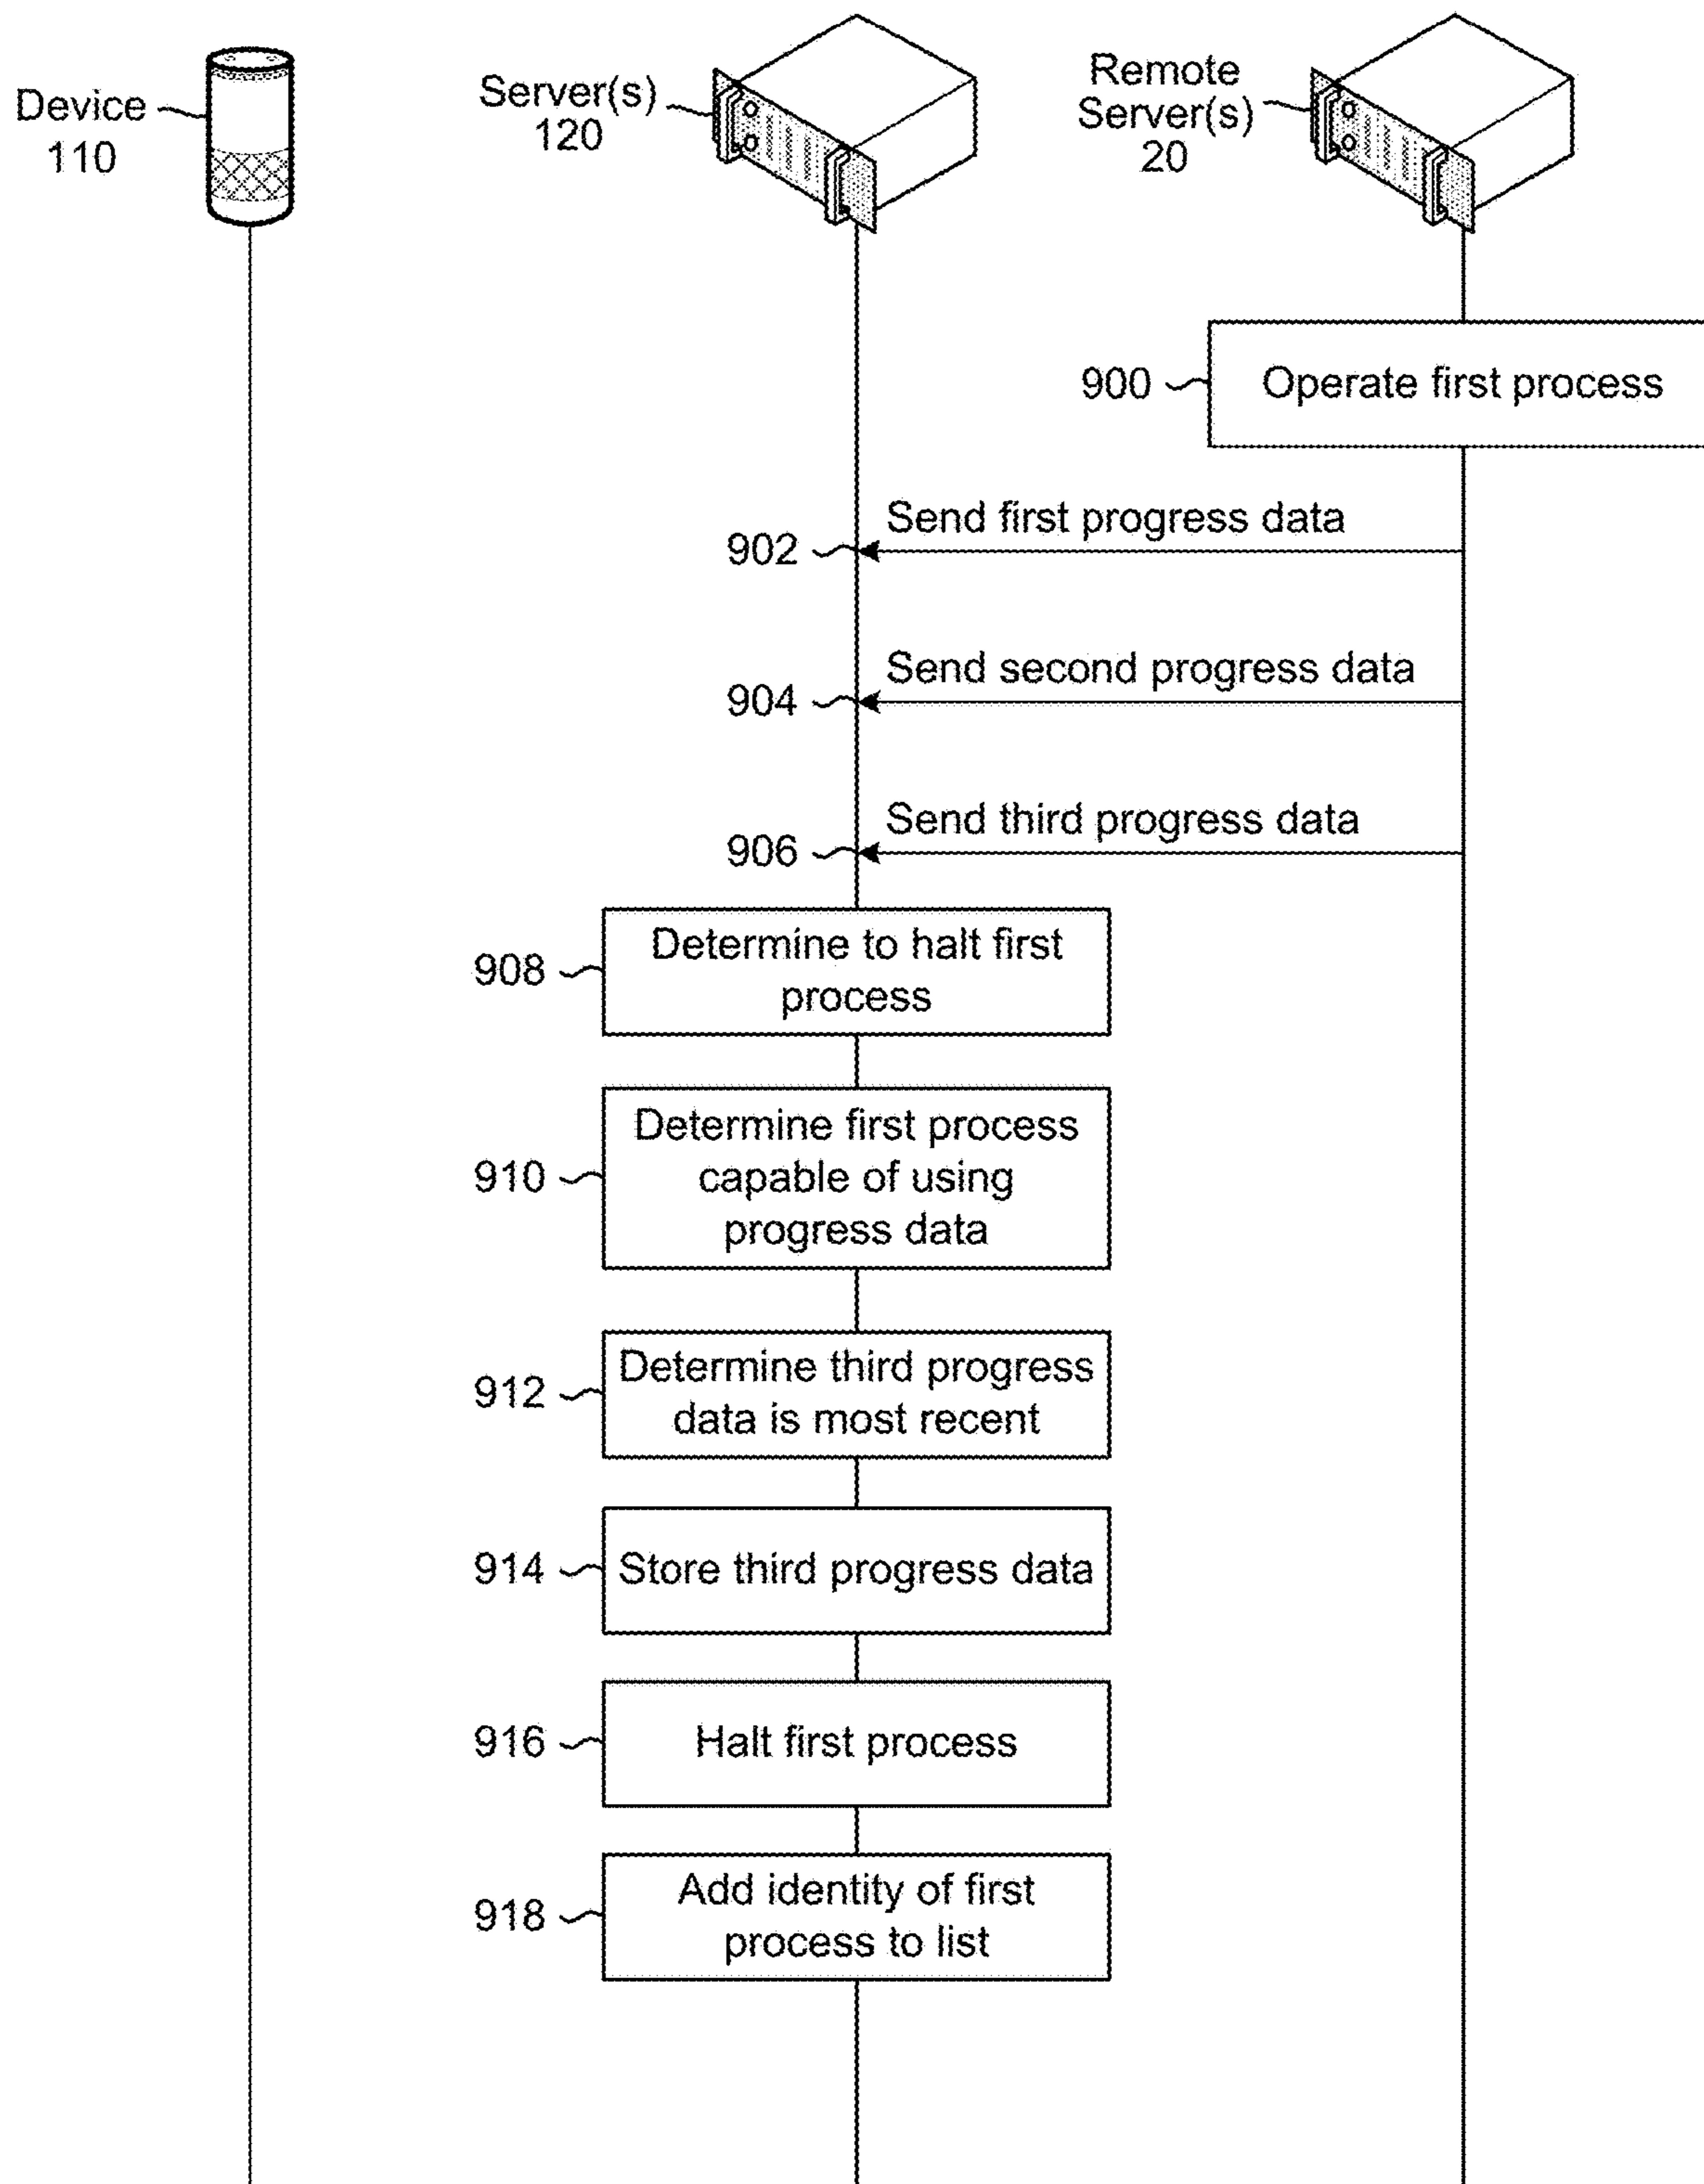 Device
110
Server(s)
120
Remote
Server(s)
20
900
Operate first process
Send first progress data
902
Send second progress data
904
Send third progress data
906
908
Determine to halt first
process
910
Determine first process
capable of using
progress data
912
Determine third progress
data is most recent
914
Store third progress data
916
Halt first process
918
Add identity of first
process to list